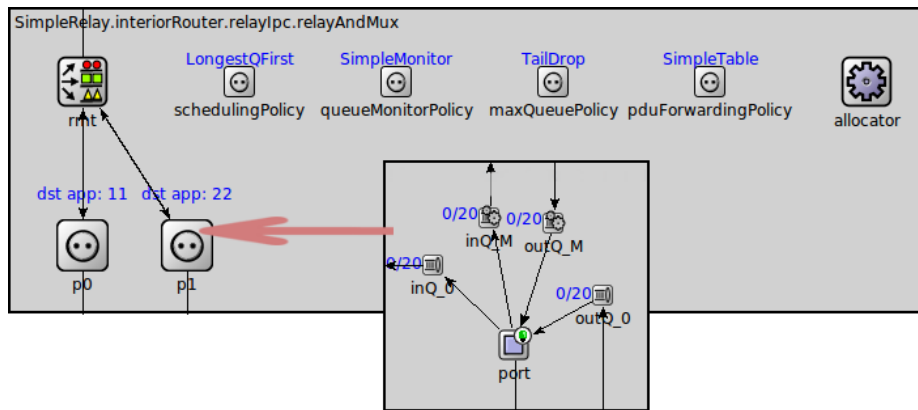 SimpleRelay.interiorRouter.relayIpc.relayAndMux
LongestQFirst
SimpleMonitor
TailDrop
SimpleTable
rmt
schedulingPolicy
queueMonitorPolicy
maxQueuePolicy
pduForwardingPolicy
allocator
dst app: 11
dst app: 22
p0
p1
0/20
inQ_M
0/20
outQ_M
0/20
inQ_0
0/20
outQ_0
port